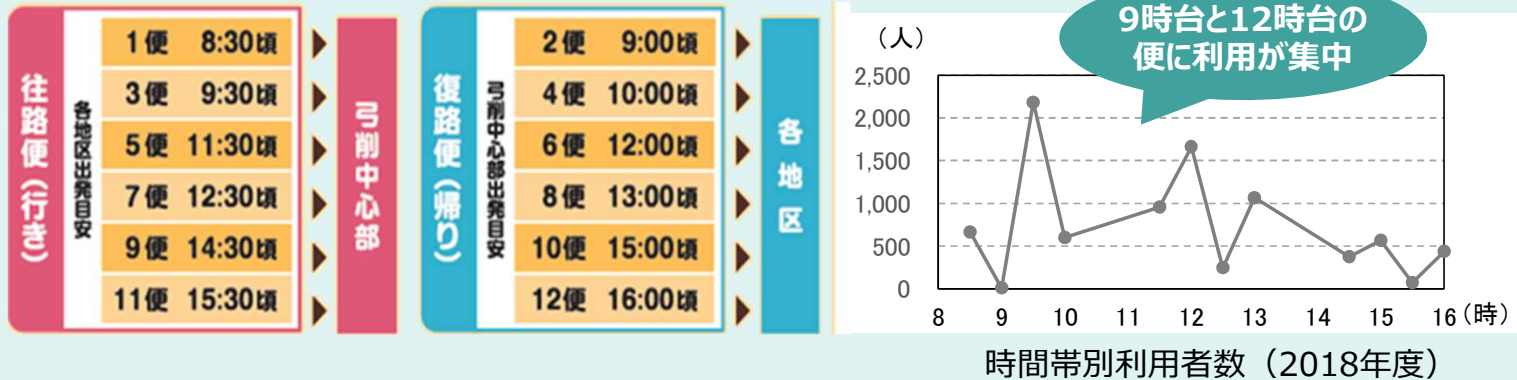 往路便(行き)
各地区出発目安
1便 8:30頃
3便 9:30頃
5便 11:30頃
7便 12:30頃
9便 14:30頃
11便 15:30頃
弓削中心部
復路便(帰り)
弓削中心部出発目安
2便 9:00頃
4便 10:00頃
6便 12:00頃
8便 13:00頃
10便 15:00頃
12便 16:00頃
各地区
9時台と12時台の
便に利用が集中
(人)
2,500
2,000
1,500
1,000
500
0
8 9 10 11 12 13 14 15 16 (時)
時間帯別利用者数(2018年度)